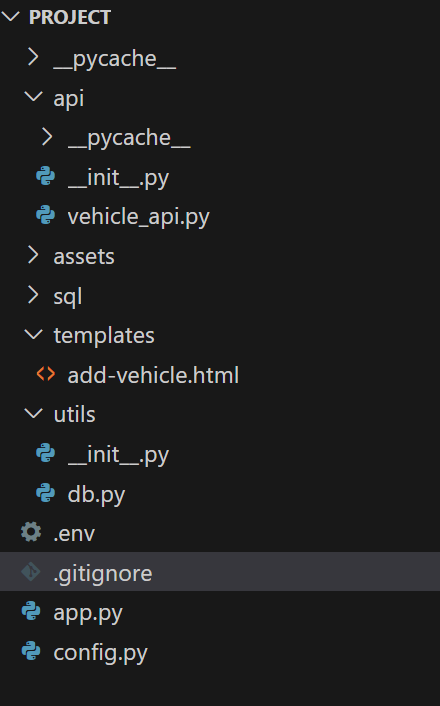 PROJECT
__pycache__
api
__pycache__
__init__.py
vehicle_api.py
assets
sql
templates
add-vehicle.html
utils
__init__.py
db.py
.env
.gitignore
app.py
config.py